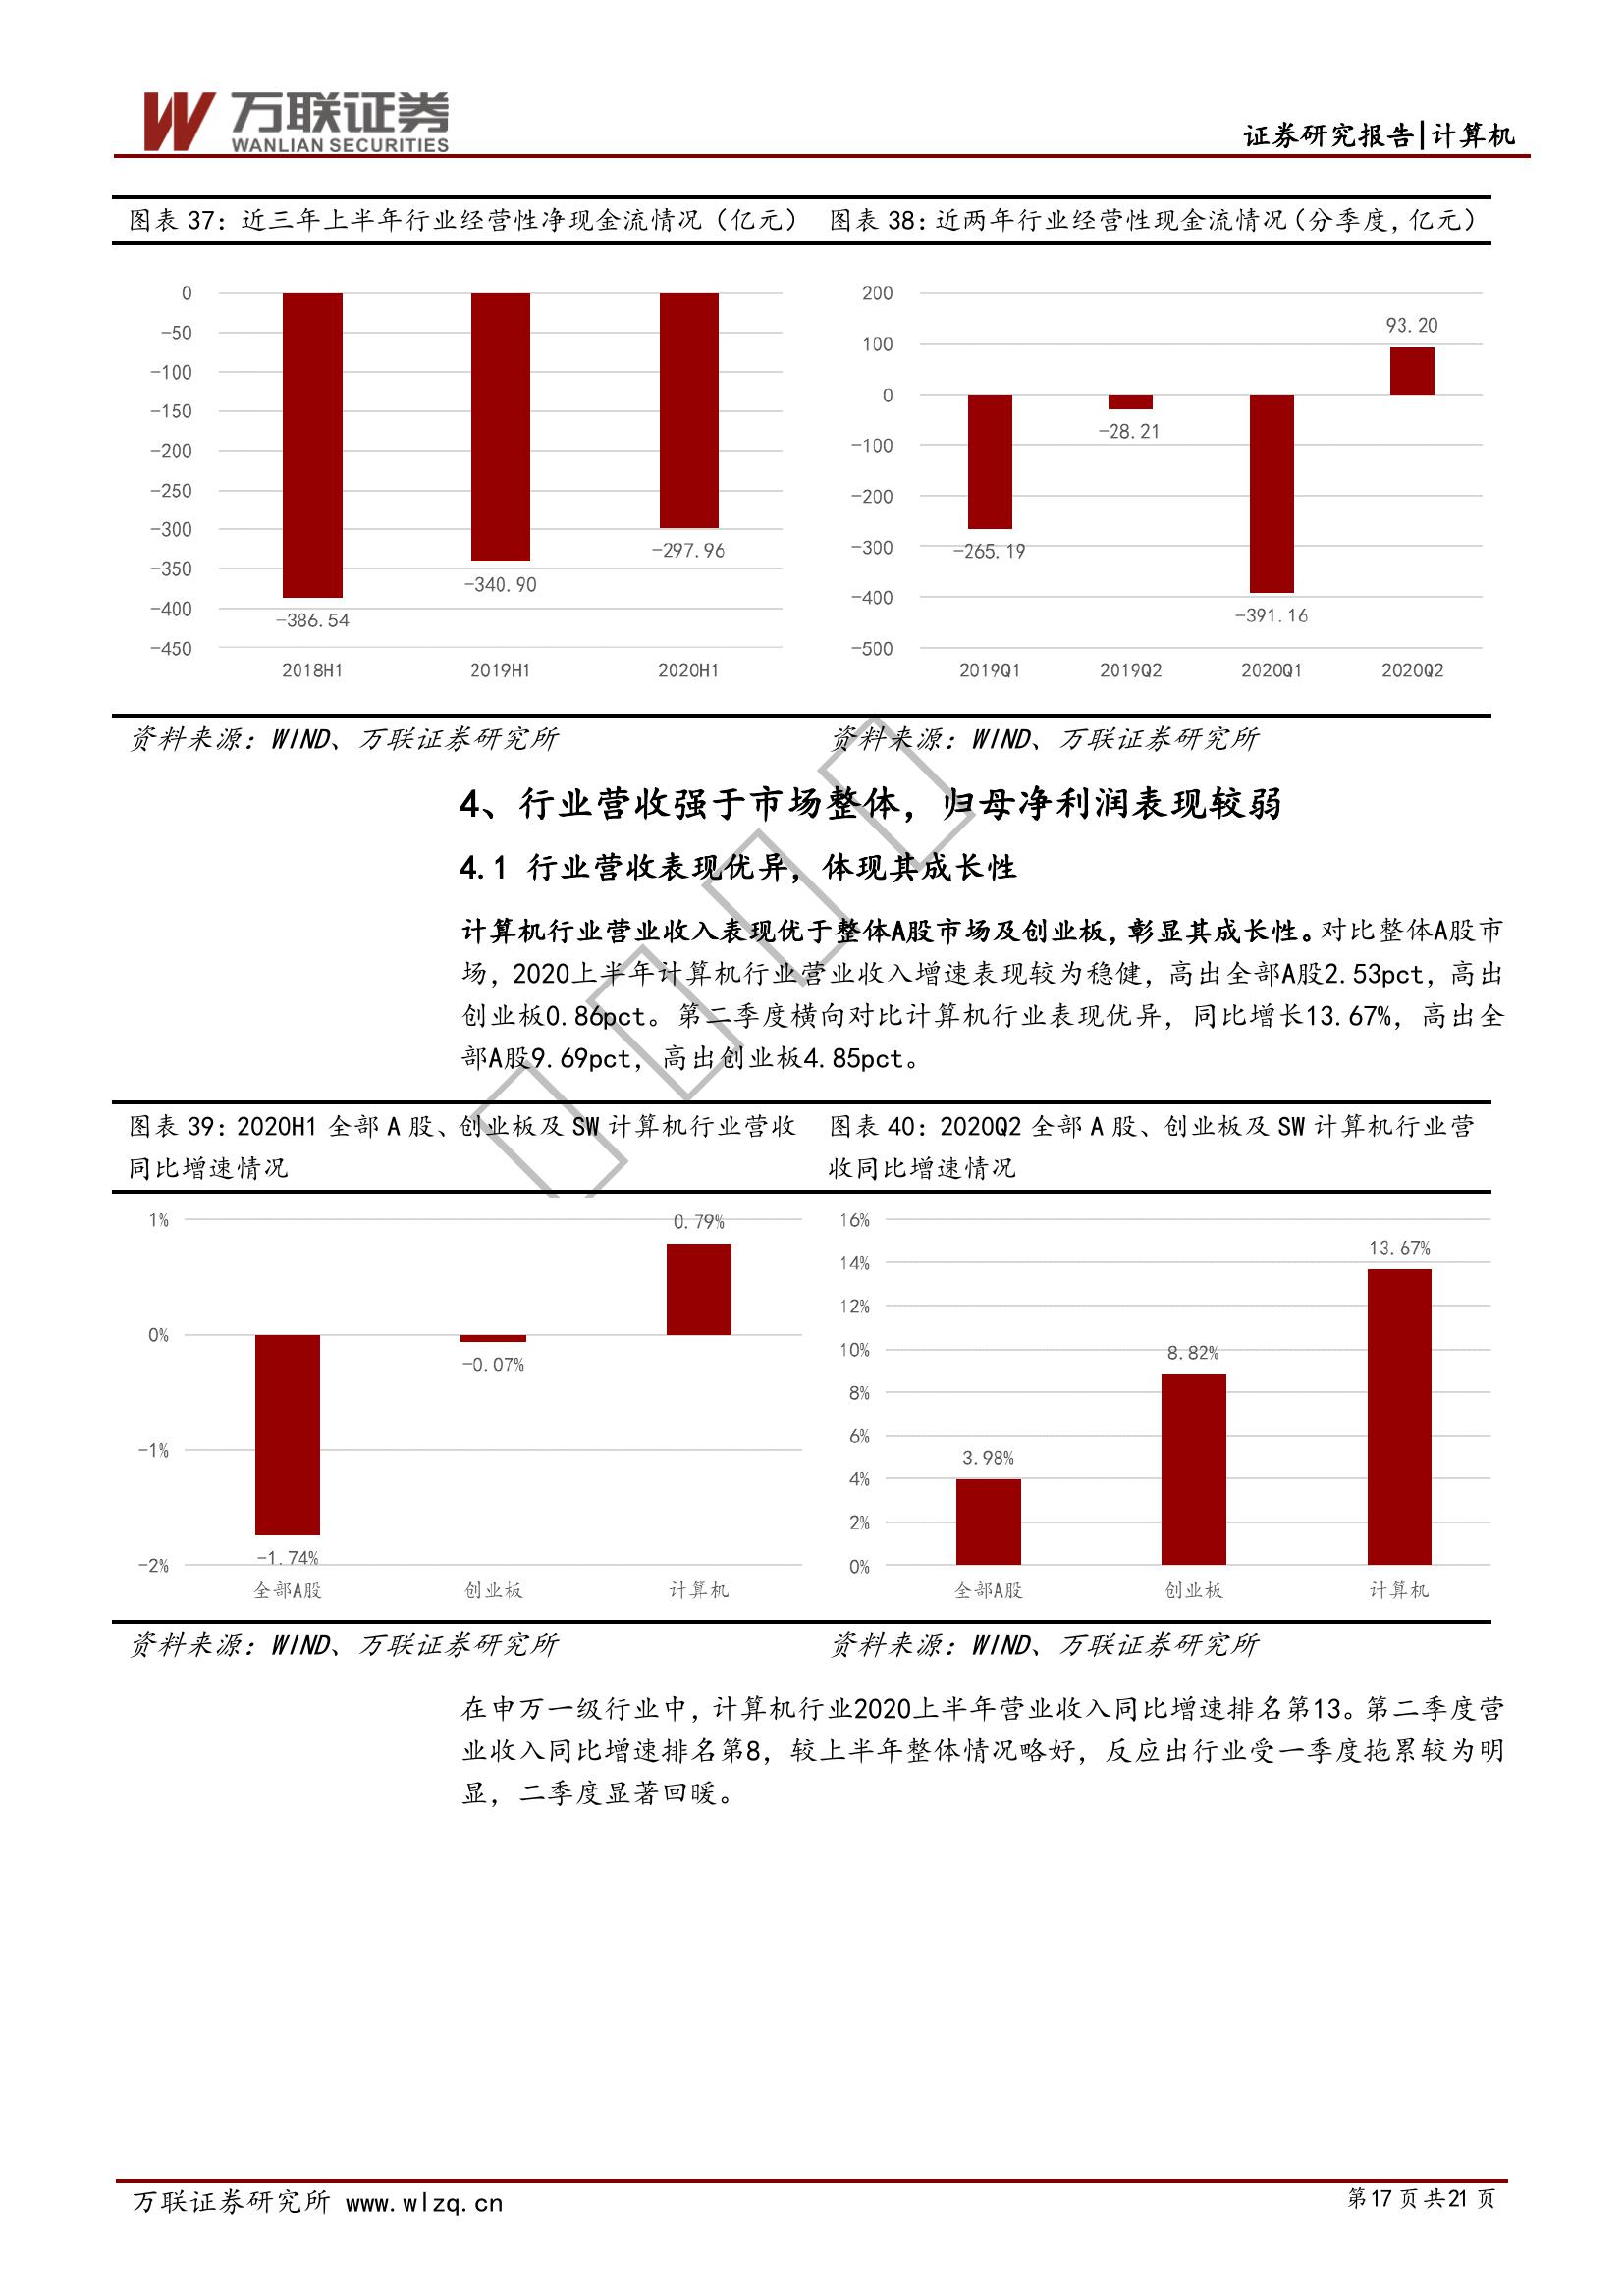 万联证券
WANLIAN SECURITIES
证券研究报告|计算机
图表 37：近三年上半年行业经营性净现金流情况（亿元）
0
-50
-100
-150
-200
-250
-300
-350
-400
-450
-386.54
-340.90
-297.96
2018H1 2019H1 2020H1
资料来源：WIND、万联证券研究所
图表 38：近两年行业经营性现金流情况（分季度，亿元）
200
100
0
-100
-200
-300
-400
-500
-265.19
-28.21
-391.16
93.20
2019Q1 2019Q2 2020Q1 2020Q2
资料来源：WIND、万联证券研究所
4、行业营收强于市场整体，归母净利润表现较弱
4.1 行业营收表现优异，体现其成长性
计算机行业营业收入表现优于整体A股市场及创业板，彰显其成长性。对比整体A股市
场，2020上半年计算机行业营业收入增速表现较为稳健，高出全部A股2.53pct，高出
创业板0.86pct。第二季度横向对比计算机行业表现优异，同比增长13.67%，高出全
部A股9.69pct，高出创业板4.85pct。
图表 39：2020H1 全部 A 股、创业板及 SW 计算机行业营收
同比增速情况
1%
0%
-1%
-2%
-1.74%
-0.07%
0.79%
全部A股 创业板 计算机
资料来源：WIND、万联证券研究所
图表 40：2020Q2 全部 A 股、创业板及 SW 计算机行业营
收同比增速情况
16%
14%
12%
10%
8%
6%
4%
2%
0%
3.98%
8.82%
13.67%
全部A股 创业板 计算机
资料来源：WIND、万联证券研究所
在申万一级行业中，计算机行业2020上半年营业收入同比增速排名第13。第二季度营
业收入同比增速排名第8，较上半年整体情况略好，反应出行业受一季度拖累较为明
显，二季度显著回暖。
万联证券研究所 www.wlzq.cn
第17页共21页